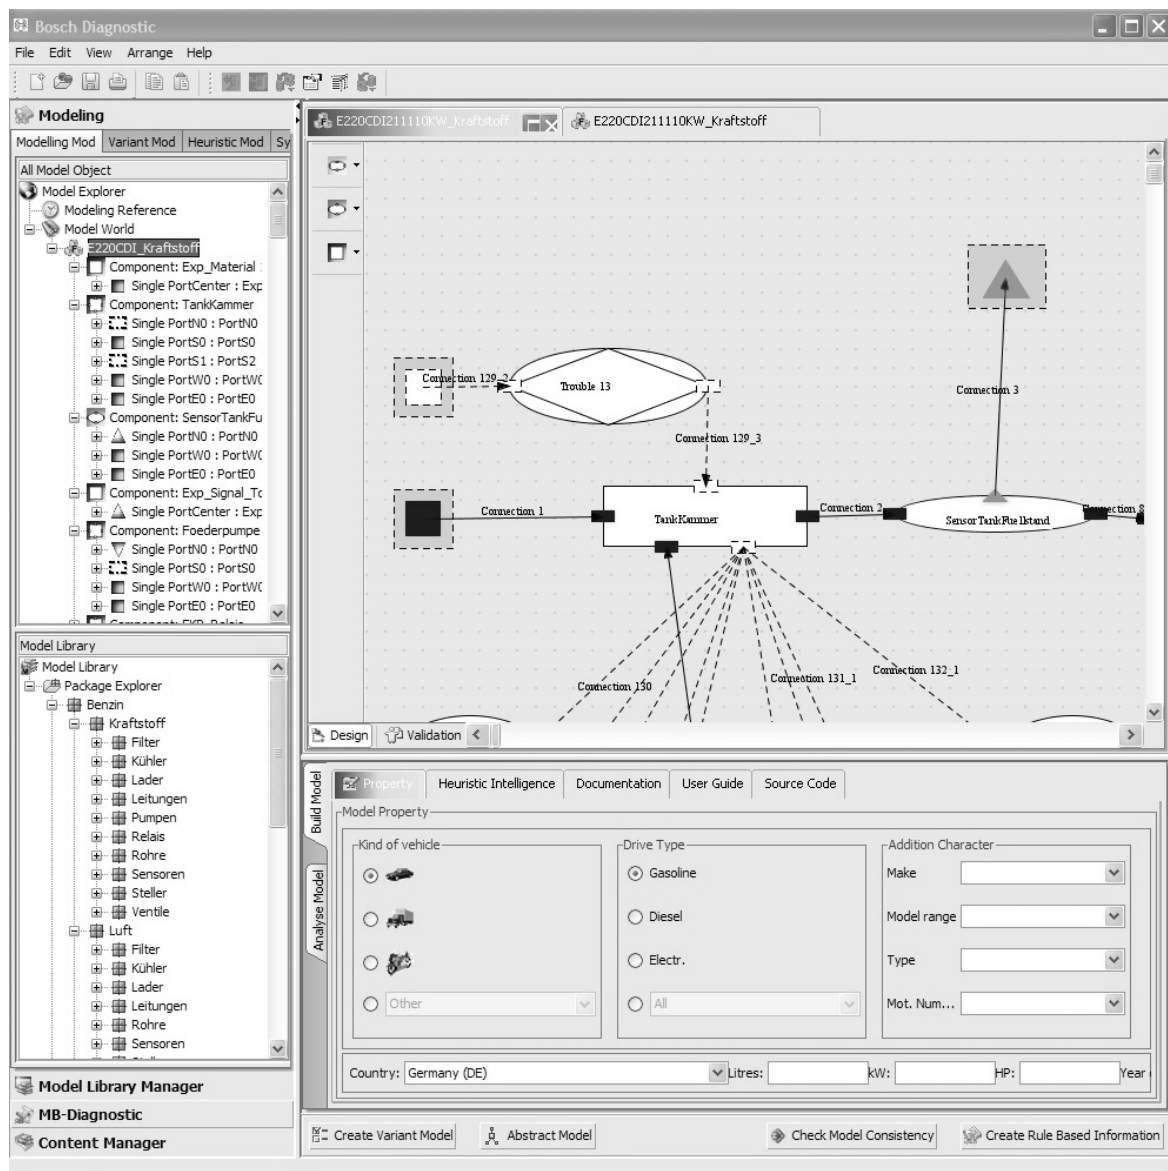 Bosch Diagnostic
File Edit View Arrange Help
Modeling
Modelling Mod Variant Mod Heuristic Mod Sy
All Model Object
Model Explorer
Modeling Reference
Model World
E220CDI_Kraftstoff
Component: Exp_Material
Single PortCenter : Exp
Component: TankKammer
Single PortN0 : PortN0
Single PortS0 : PortS0
Single PortS1 : PortS2
Single PortW0 : PortW0
Single PortE0 : PortE0
Component: SensorTankFu
Single PortN0 : PortN0
Single PortW0 : PortW0
Single PortE0 : PortE0
Component: Exp_Signal_To
Single PortCenter : Exp
Component: Foederpumpe
Single PortN0 : PortN0
Single PortS0 : PortS0
Single PortW0 : PortW0
Single PortE0 : PortE0
Component: EKP_Relais
Model Library
Model Library
Package Explorer
Benzin
Kraftstoff
Filter
Kühler
Lader
Leitungen
Pumpen
Relais
Rohre
Sensoren
Steller
Ventile
Luft
Filter
Kühler
Lader
Leitungen
Rohre
Sensoren
Model Library Manager
MB-Diagnostic
Content Manager
E220CDI211110KW_Kraftstoff E220CDI211110KW_Kraftstoff
Connection 129_2
Trouble 13
Connection 3
Connection 129_3
Connection 1
TankKammer
Connection 2
SensorTankFuellstand
Connection 8
Connection 130
Connection 131_1
Connection 132_1
Design Validation
Build Model
Analyse Model
Property Heuristic Intelligence Documentation User Guide Source Code
Model Property
Kind of vehicle
Other
Drive Type
Gasoline
Diesel
Electr.
All
Addition Character
Make
Model range
Type
Mot. Num...
Country: Germany (DE) Litres: kW: HP: Year
Create Variant Model Abstract Model Check Model Consistency Create Rule Based Information